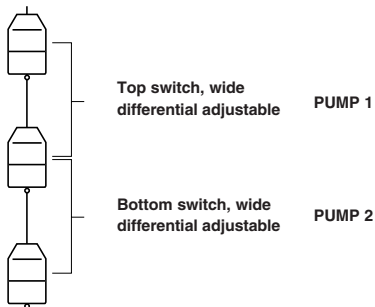 Top switch, wide
differential adjustable
PUMP 1
Bottom switch, wide
differential adjustable
PUMP 2